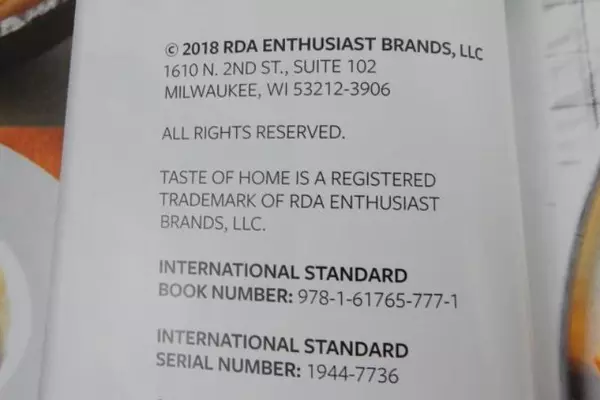 © 2018 RDA ENTHUSIAST BRANDS, LLC
1610 N. 2ND ST., SUITE 102
MILWAUKEE, WI 53212-3906
ALL RIGHTS RESERVED.
TASTE OF HOME IS A REGISTERED
TRADEMARK OF RDA ENTHUSIAST
BRANDS, LLC.
INTERNATIONAL STANDARD
BOOK NUMBER: 978-1-61765-777-1
INTERNATIONAL STANDARD
SERIAL NUMBER: 1944-7736